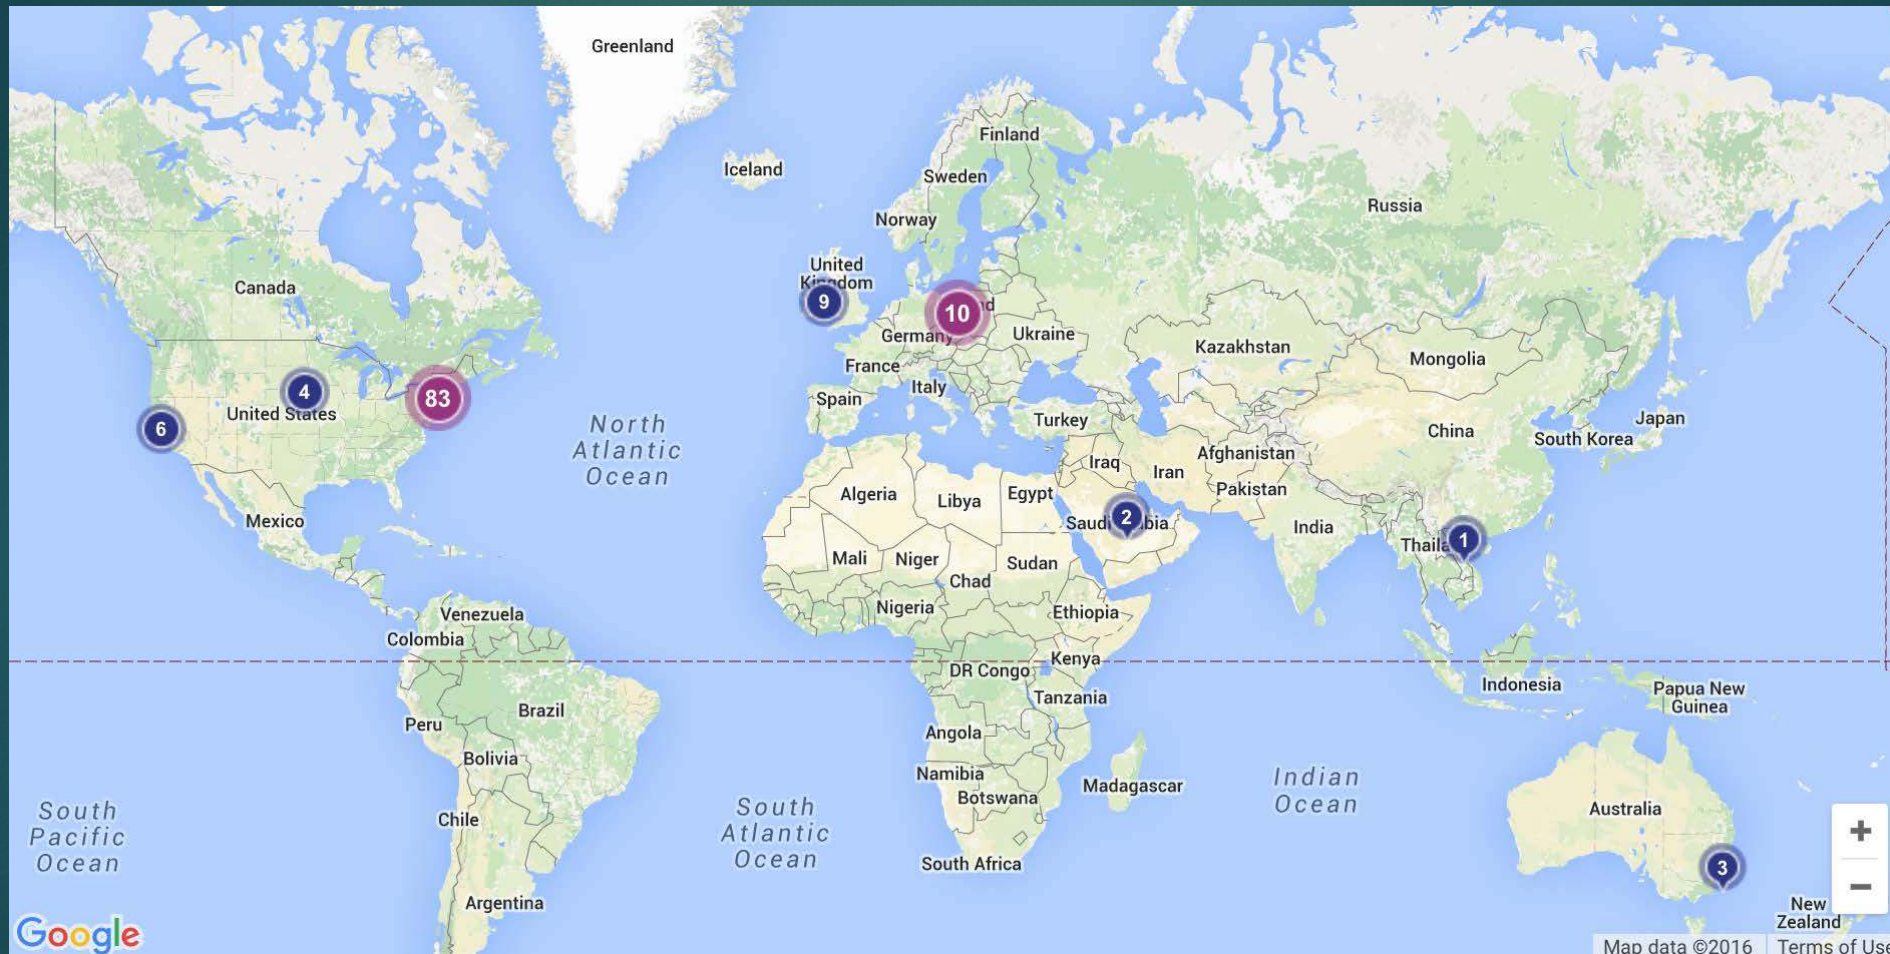 Greenland
Finland
Iceland
Sweden
Russia
Norway
United
Kingdom
9
Canada
10
Germany
Ukraine
Kazakhstan
Mongolia
France
Italy
Spain
4
83
United States
6
North
Atlantic
Ocean
Turkey
Japan
China
South Korea
Afghanistan
Iraq
Iran
Pakistan
Algeria
Libya
Egypt
Mexico
2
India
1
Mali
Niger
Sudan
Chad
Nigeria
Ethiopia
Venezuela
Colombia
Kenya
DR Congo
Indonesia
Tanzania
Papua New
Guinea
Peru
Brazil
Angola
Bolivia
Namibia
Botswana
Madagascar
Indian
Ocean
South
Pacific
Ocean
South
Atlantic
Ocean
Chile
Australia
+
South Africa
3
−
Argentina
New
Zealand
Google
Map data ©2016
Terms of Use